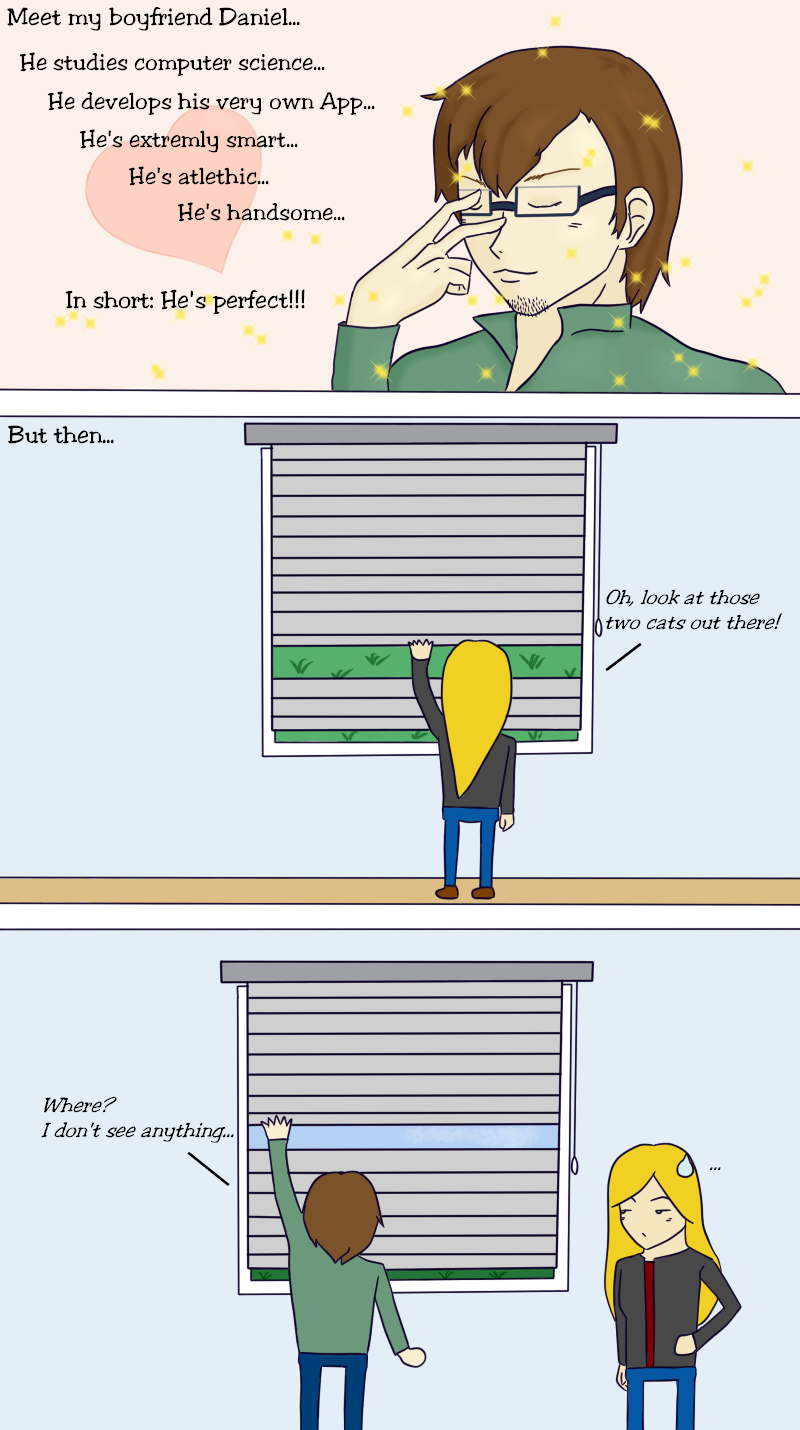 Meet my boyfriend Daniel...
He studies computer science...
He develops his very own App...
He's extremly smart...
He's atlethic...
He's handsome...
In short: He's perfect!!!
But then...
Oh, look at those
two cats out there!
Where?
I don't see anything...
...